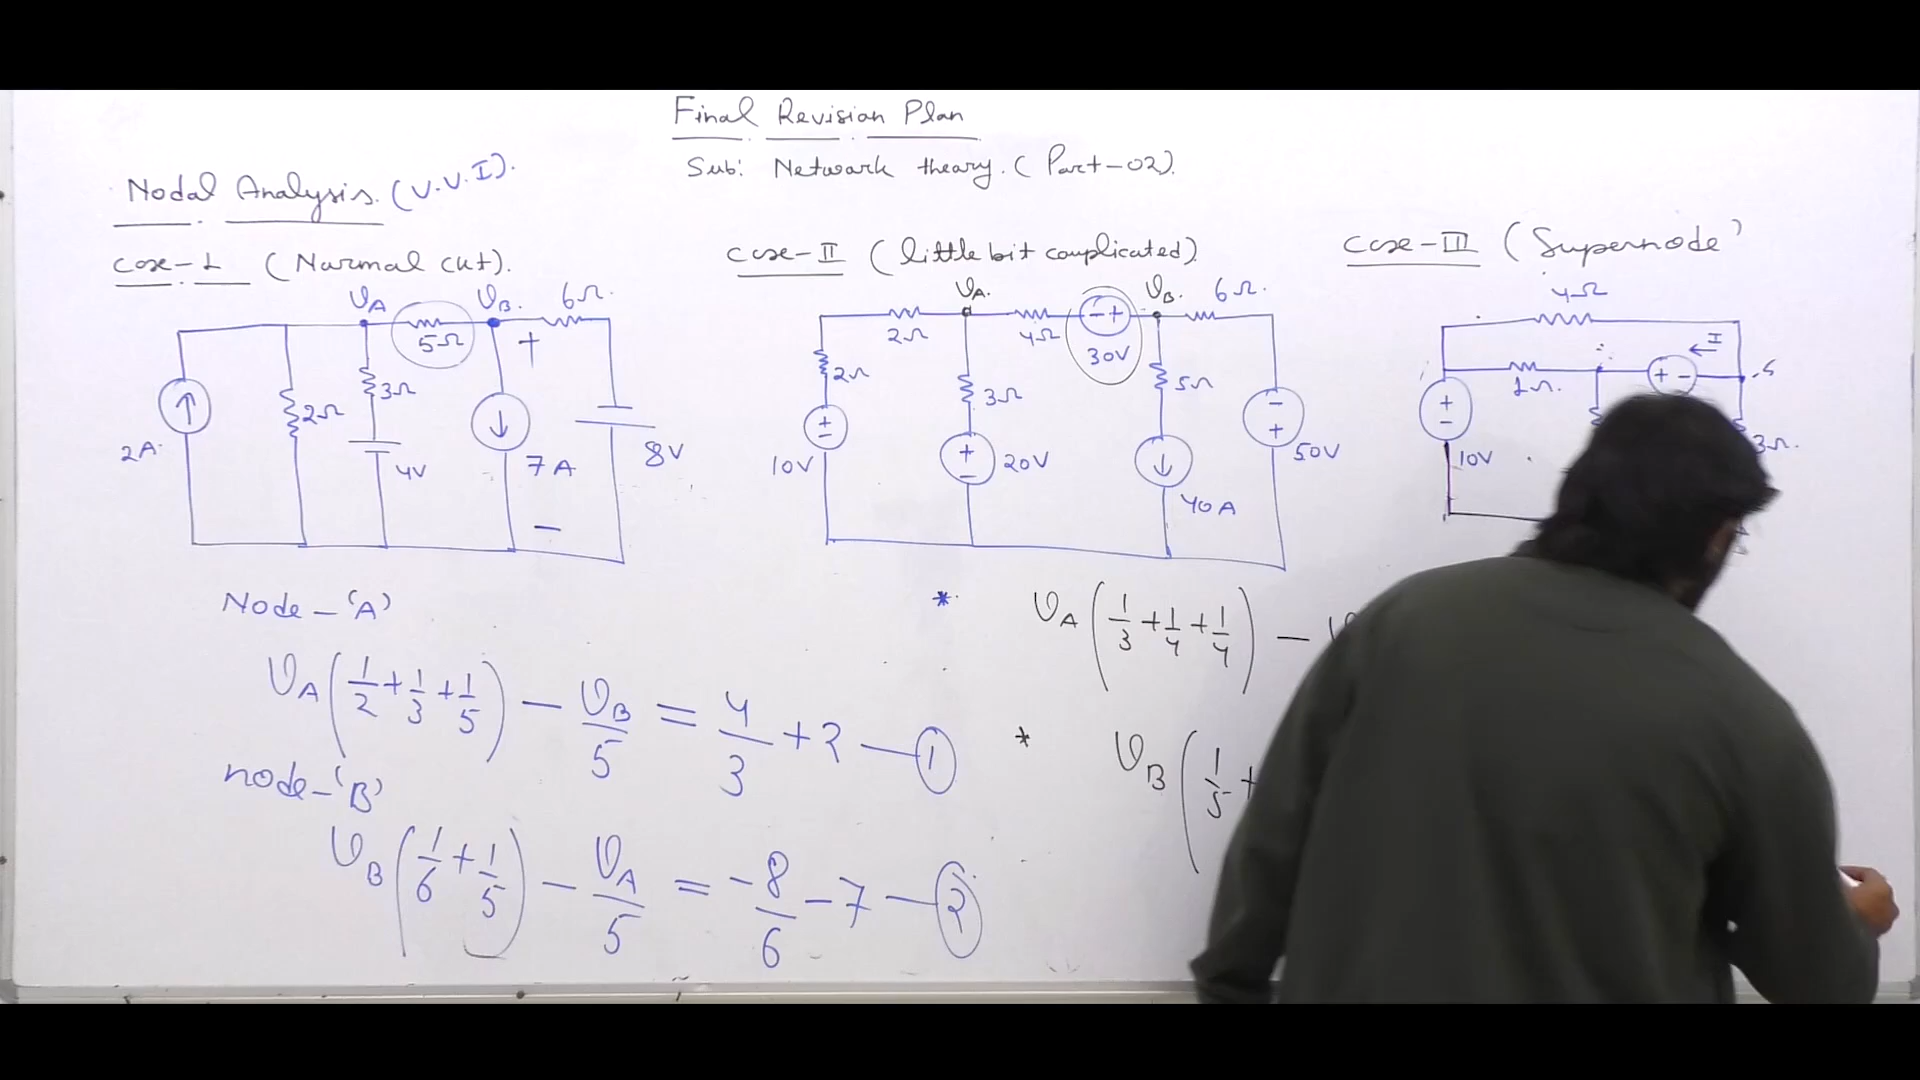 Final Revision Plan
Sub: Network theory. (Part-02).
Nodal Analysis. (V.V.I).
Case-I (Normal ckt).
VA VB. 6Ω.
5Ω +
3Ω
2Ω
2A.
4V
7A
8V
−
Node-'A'
VA(1/2+1/3+1/5) − VB/5 = 4/3+2 — ①
node-'B'
VB(1/6+1/5) − VA/5 = -8/6-7 — ②
Case-II (little bit complicated).
VA. VB. 6Ω.
2Ω 4Ω − + 30V
2Ω 3Ω 5Ω
+ − 10V
+ − 20V
40A
− + 50V
* VA(1/3+1/4+1/4) −
* VB(1/5+
Case-III (Supernode)
4Ω
I
1Ω. + −
+ − 10V
3Ω.